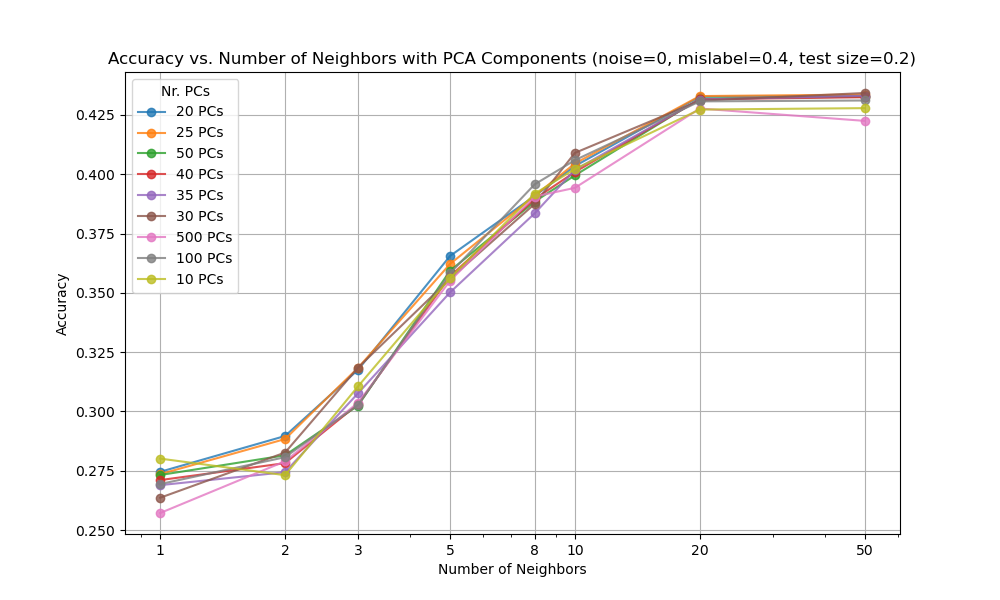 Accuracy vs. Number of Neighbors with PCA Components (noise=0, mislabel=0.4, test size=0.2)
Nr. PCs
20 PCs
25 PCs
50 PCs
40 PCs
35 PCs
30 PCs
500 PCs
100 PCs
10 PCs
0.425
0.400
0.375
0.350
0.325
0.300
0.275
0.250
Accuracy
1 2 3 5 8 10 20 50
Number of Neighbors